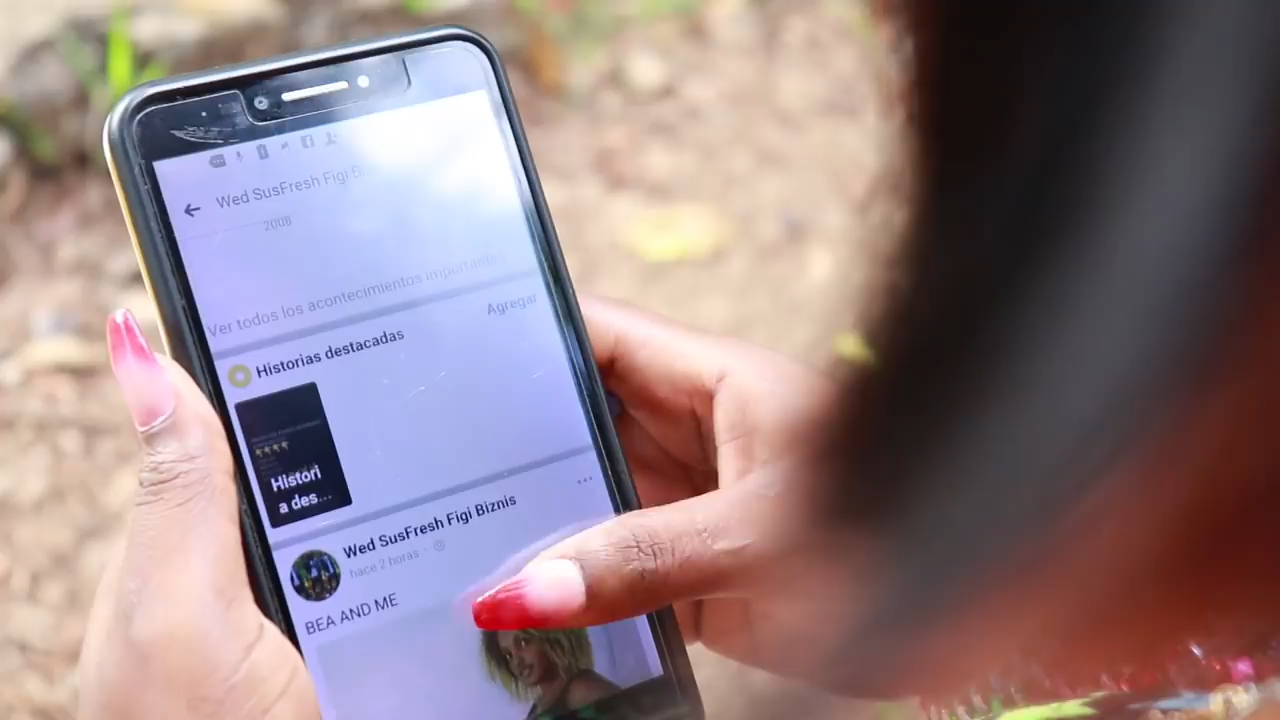 Wed SusFresh Figi B
2008
Ver todos los acontecimientos importantes
Agregar
Historias destacadas
Histori
a des...
Wed SusFresh Figi Biznis
hace 2 horas ·
BEA AND ME